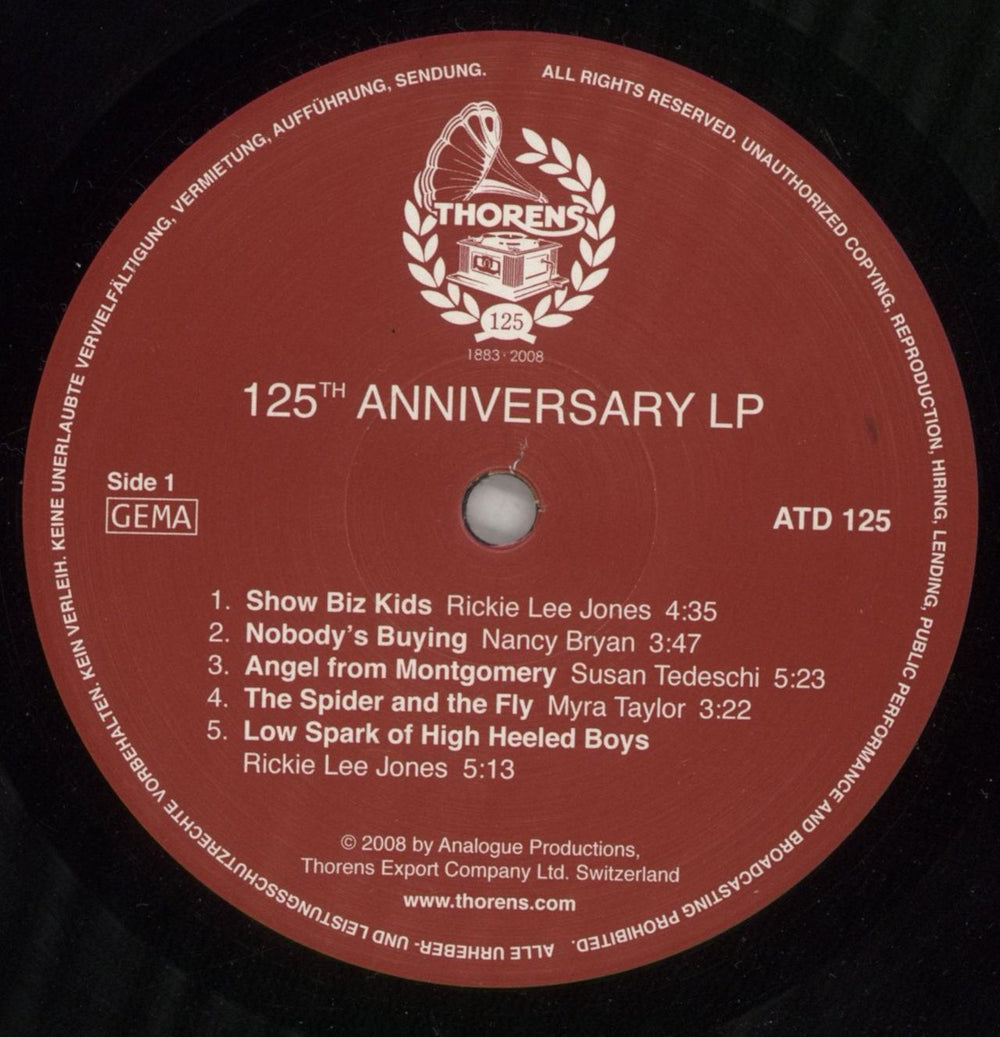 ALLE URHEBER- UND LEISTUNGSSCHUTZRECHTE VORBEHALTEN. KEIN VERLEIH. KEINE UNERLAUBTE VERVIELFÄLTIGUNG, VERMIETUNG, AUFFÜHRUNG, SENDUNG.
ALL RIGHTS RESERVED. UNAUTHORIZED COPYING, REPRODUCTION, HIRING, LENDING, PUBLIC PERFORMANCE AND BROADCASTING PROHIBITED.
THORENS
125
1883 · 2008
125TH ANNIVERSARY LP
Side 1
GEMA
ATD 125
1. Show Biz Kids Rickie Lee Jones 4:35
2. Nobody's Buying Nancy Bryan 3:47
3. Angel from Montgomery Susan Tedeschi 5:23
4. The Spider and the Fly Myra Taylor 3:22
5. Low Spark of High Heeled Boys
Rickie Lee Jones 5:13
© 2008 by Analogue Productions,
Thorens Export Company Ltd. Switzerland
www.thorens.com